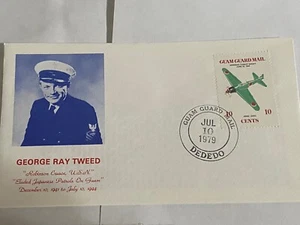 GUAM GUARD MAIL
10
10
CENTS
GUAM GUARD MAIL
JUL
10
1979
DEDEDO
GEORGE RAY TWEED
"Robinson Crusoe, U.S.N."
"Eluded Japanese Patrols On Guam"
December 10, 1941 to July 10, 1944